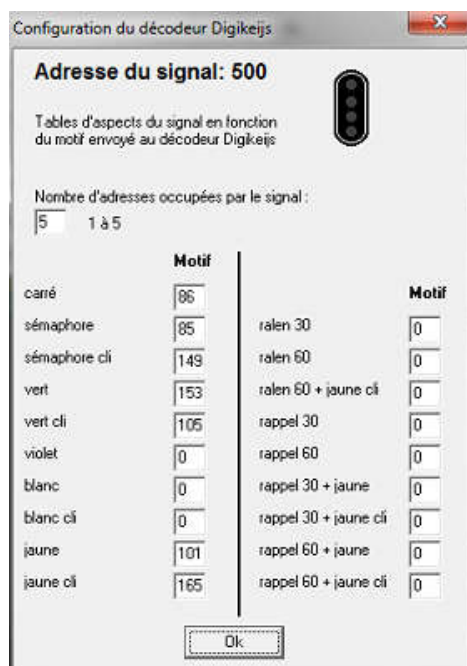 Configuration du décodeur Digikeijs
Adresse du signal: 500
Tables d'aspects du signal en fonction
du motif envoyé au décodeur Digikeijs
Nombre d'adresses occupées par le signal :
5 1 à 5
Motif
carré 86
sémaphore 85
sémaphore cli 149
vert 153
vert cli 105
violet 0
blanc 0
blanc cli 0
jaune 101
jaune cli 165
Motif
ralen 30 0
ralen 60 0
ralen 60 + jaune cli 0
rappel 30 0
rappel 60 0
rappel 30 + jaune 0
rappel 30 + jaune cli 0
rappel 60 + jaune 0
rappel 60 + jaune cli 0
Ok